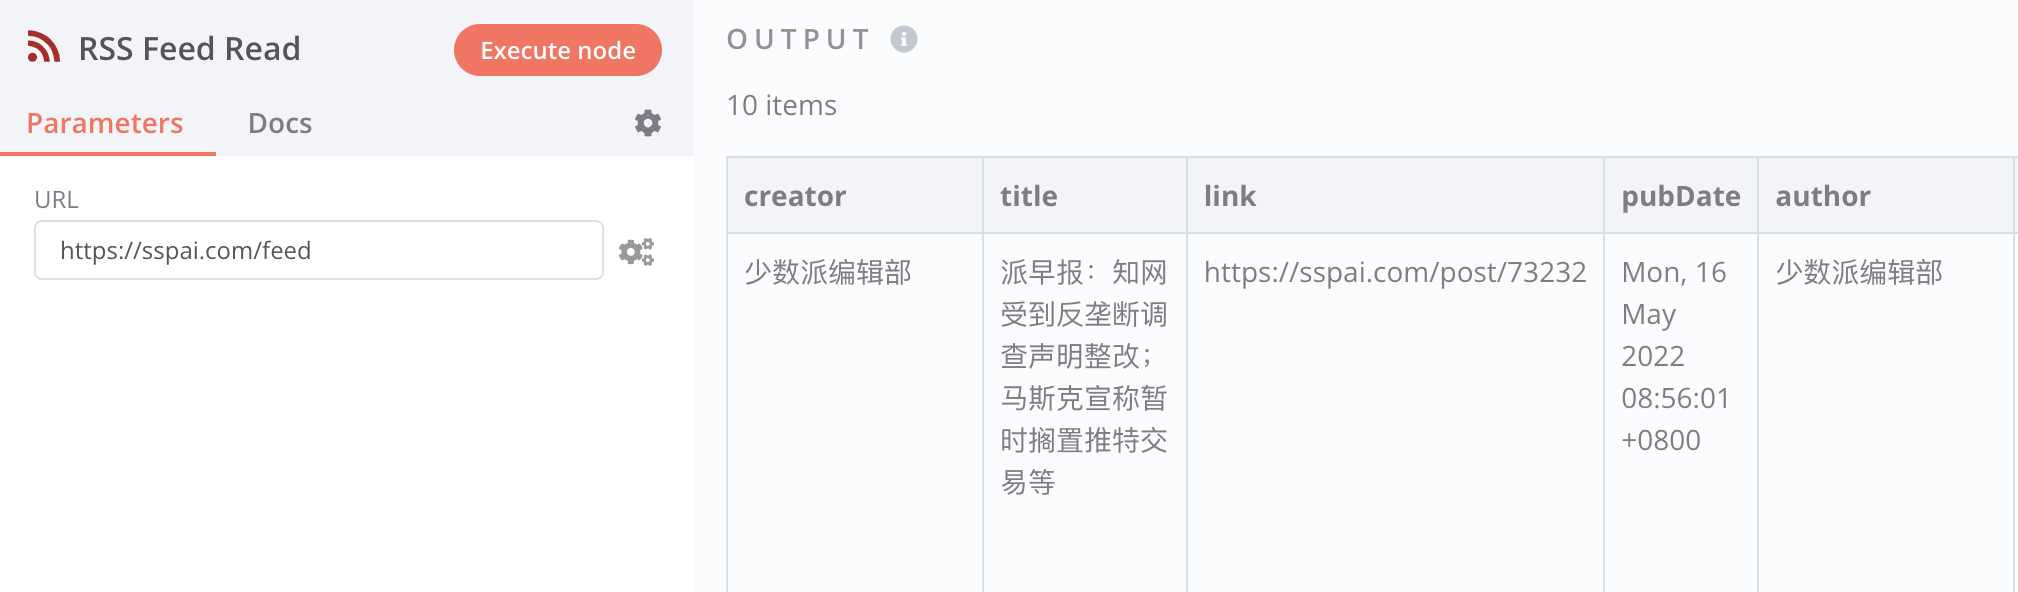 RSS Feed Read
Execute node
Parameters
Docs
URL
https://sspai.com/feed
OUTPUT
10 items
creator
title
link
pubDate
author
少数派编辑部
派早报：知网
受到反垄断调
查声明整改；
马斯克宣称暂
时搁置推特交
易等
https://sspai.com/post/73232
Mon, 16
May
2022
08:56:01
+0800
少数派编辑部